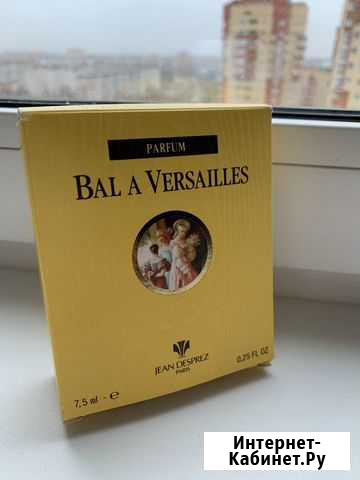 PARFUM
BAL A VERSAILLES
JEAN DESPREZ
PARIS
7,5 ml - e
0.25 FL OZ
Интернет-
Кабинет.Ру